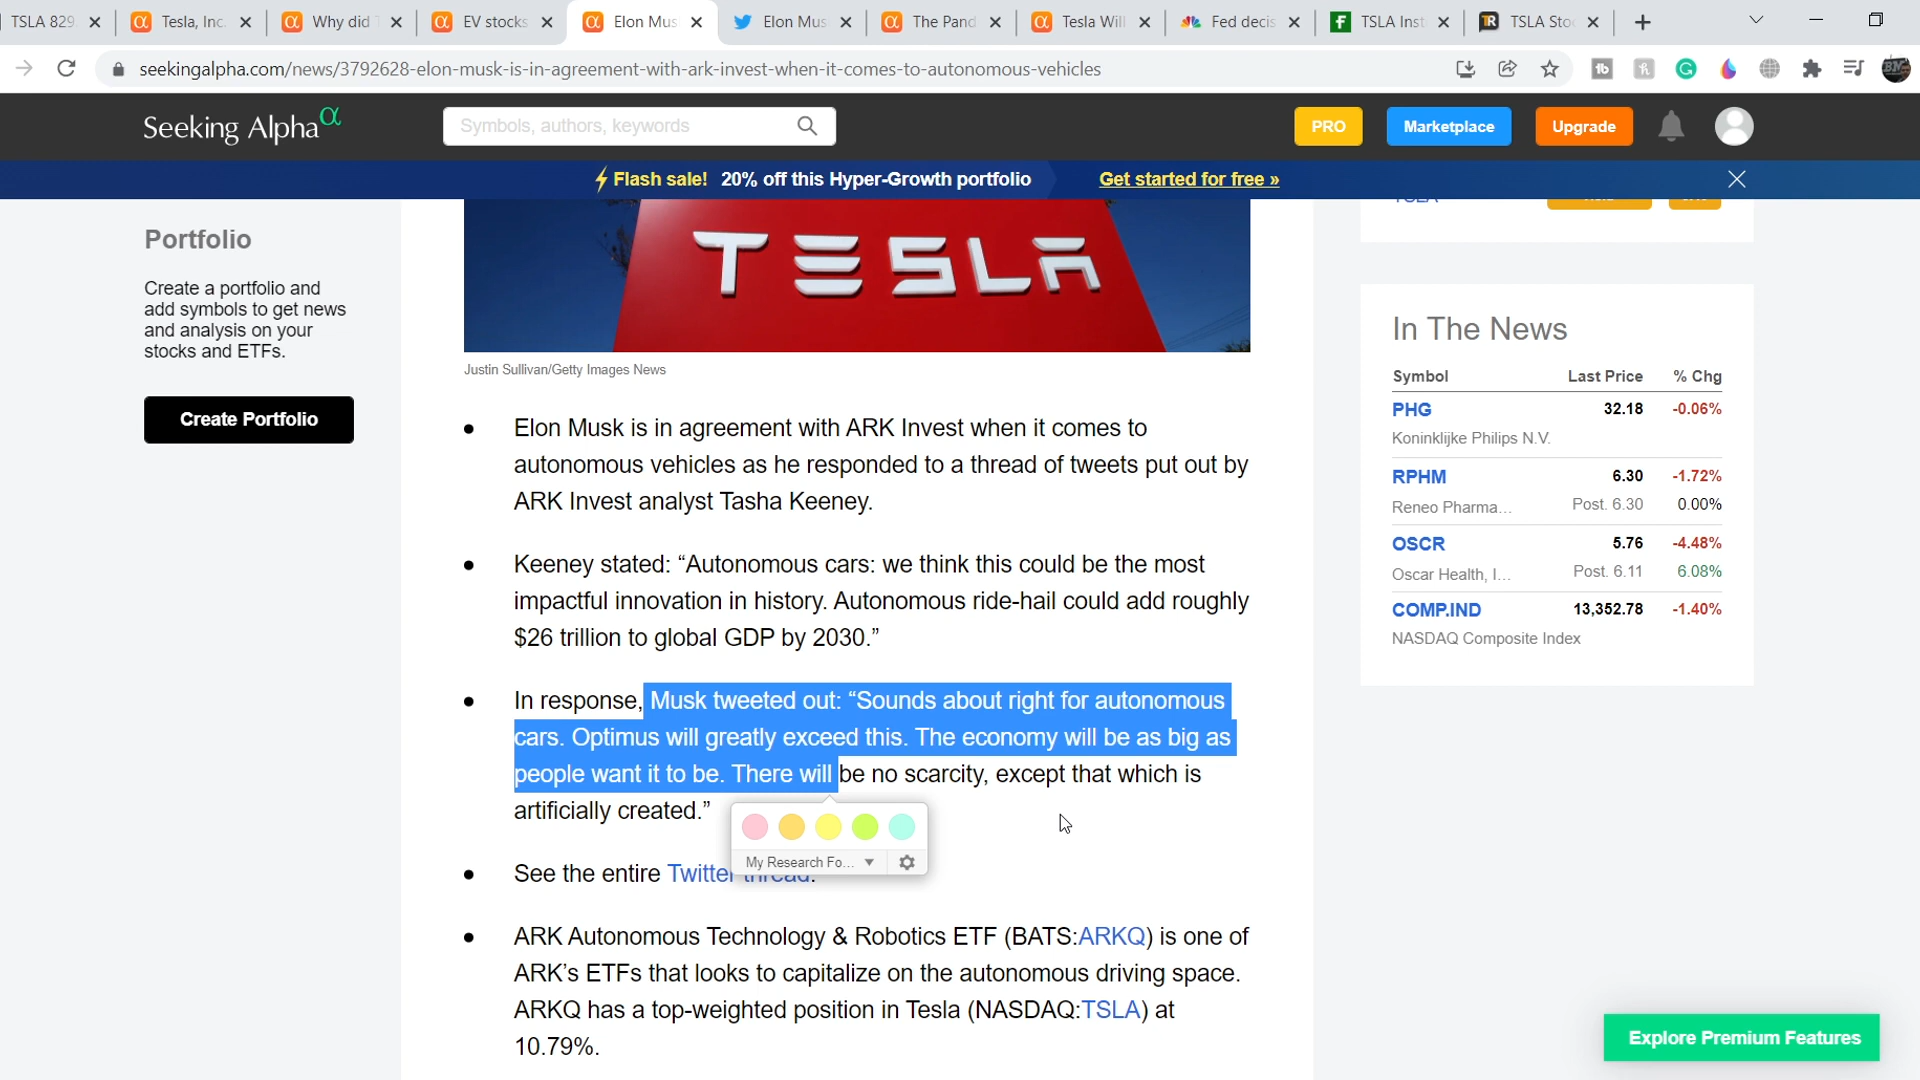 TSLA 829
Tesla, Inc.
Why did T
EV stocks
Elon Mus
Elon Mus
The Pand
Tesla Will
Fed decis
TSLA Inst
TSLA Stoc
seekingalpha.com/news/3792628-elon-musk-is-in-agreement-with-ark-invest-when-it-comes-to-autonomous-vehicles
Seeking Alpha α
Symbols, authors, keywords
PRO
Marketplace
Upgrade
Flash sale! 20% off this Hyper-Growth portfolio
Get started for free »
Portfolio
Create a portfolio and
add symbols to get news
and analysis on your
stocks and ETFs.
Create Portfolio
TESLA
Justin Sullivan/Getty Images News
• Elon Musk is in agreement with ARK Invest when it comes to
autonomous vehicles as he responded to a thread of tweets put out by
ARK Invest analyst Tasha Keeney.
• Keeney stated: “Autonomous cars: we think this could be the most
impactful innovation in history. Autonomous ride-hail could add roughly
$26 trillion to global GDP by 2030.”
• In response, Musk tweeted out: “Sounds about right for autonomous
cars. Optimus will greatly exceed this. The economy will be as big as
people want it to be. There will be no scarcity, except that which is
artificially created.”
My Research Fo...
• See the entire Twitter thread.
• ARK Autonomous Technology & Robotics ETF (BATS:ARKQ) is one of
ARK’s ETFs that looks to capitalize on the autonomous driving space.
ARKQ has a top-weighted position in Tesla (NASDAQ:TSLA) at
10.79%.
TSLA
In The News
Symbol Last Price % Chg
PHG 32.18 -0.06%
Koninklijke Philips N.V.
RPHM 6.30 -1.72%
Reneo Pharma... Post. 6.30 0.00%
OSCR 5.76 -4.48%
Oscar Health, I... Post. 6.11 6.08%
COMP.IND 13,352.78 -1.40%
NASDAQ Composite Index
Explore Premium Features